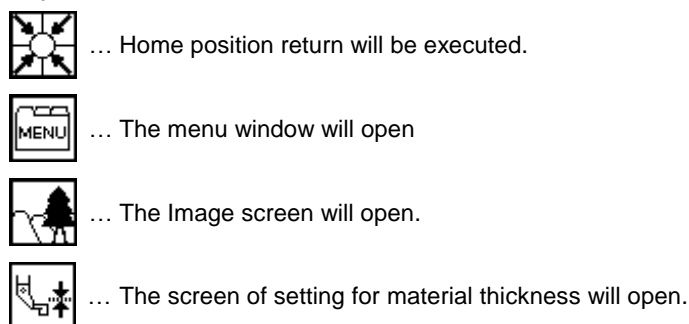 … Home position return will be executed.
MENU … The menu window will open
… The Image screen will open.
… The screen of setting for material thickness will open.